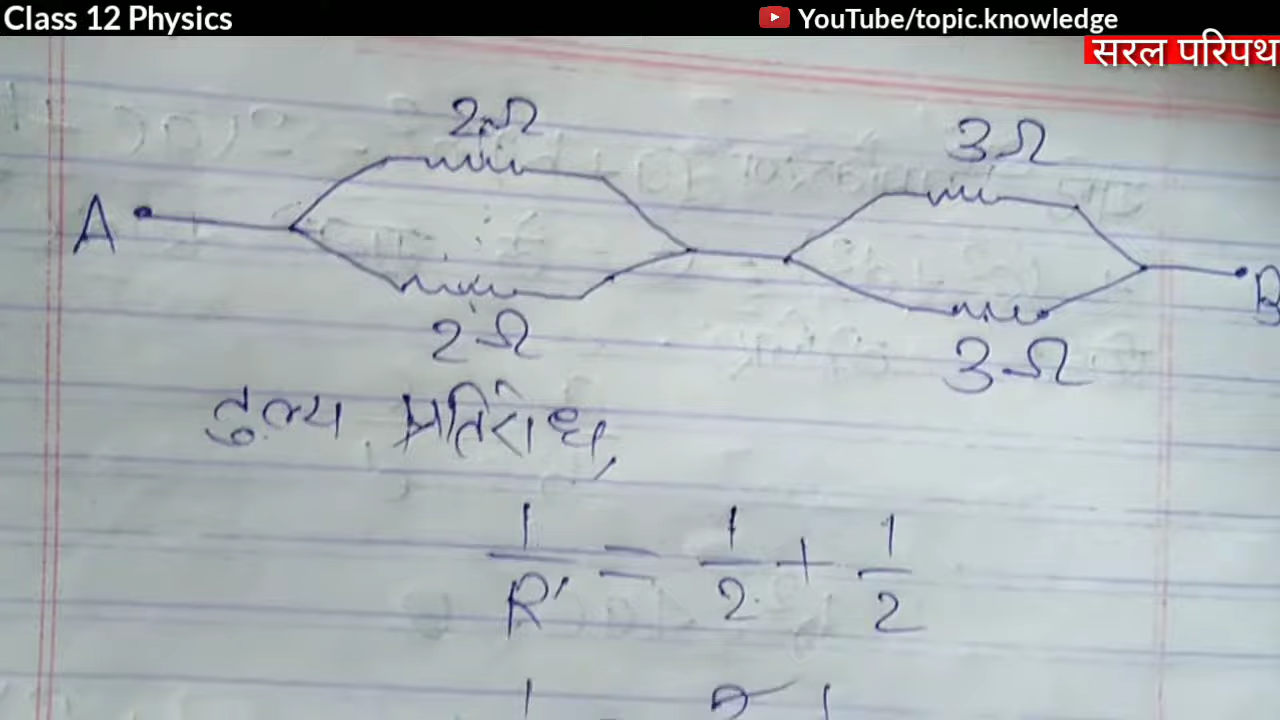 Class 12 Physics
YouTube/topic.knowledge
सरल परिपथ
2Ω
3Ω
A
B
2Ω
3Ω
तुल्य प्रतिरोध,
1/R' = 1/2 + 1/2